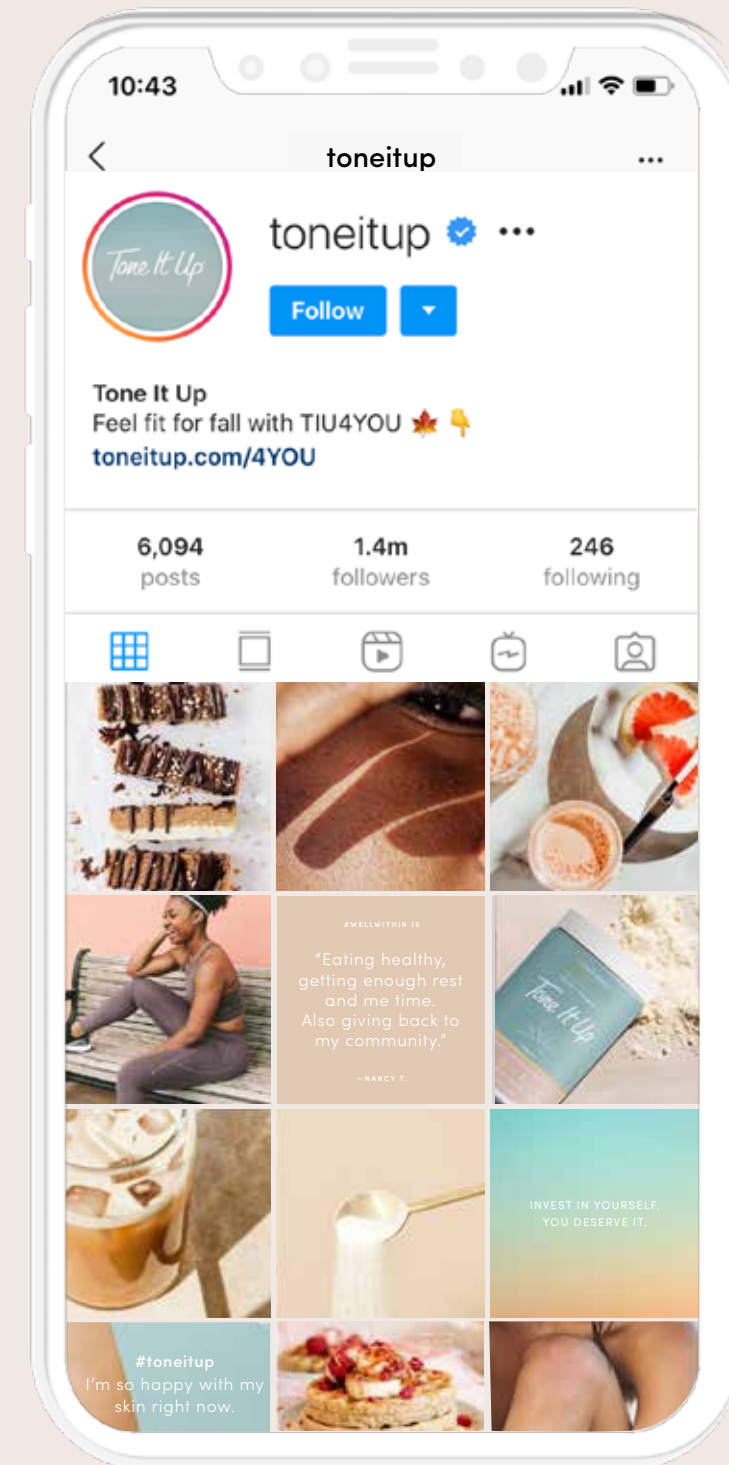 10:43
toneitup
Tone It Up
toneitup
Follow
Tone It Up
Feel fit for fall with TIU4YOU 🍁 👇
toneitup.com/4YOU
6,094
posts
1.4m
followers
246
following
#WELLWITHIN IS
"Eating healthy,
getting enough rest
and me time.
Also giving back to
my community."
—NANCY T.
Tone It Up
INVEST IN YOURSELF.
YOU DESERVE IT.
#toneitup
I'm so happy with my
skin right now.